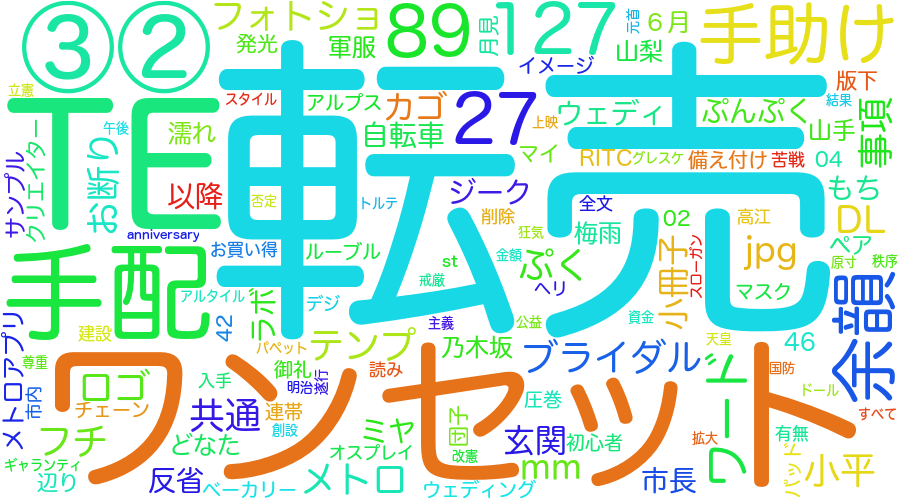 ③②
フォトショ
89
127
月見
元首
6月
手助け
発光
軍服
山梨
イメージ
版下
立憲
TE
スタイル
アルプス
カゴ
27
ウェディ
ぷんぷく
結果
事項
午後
濡れ
自転車
上映
山手
サンプル
クリエイター
お断り
転売
マイ
RITC
グレスケ
備え付け
苦戦
04
以降
否定
トルテ
ジーク
全文
もち
anniversary
削除
狂気
梅雨
02
高江
DL
お買い得
ルーブル
金額
小冊子
スローガン
jpg
ペア
手配
st
ぷく
ヘリ
原寸
秩序
アルタイル
ラボ
デジ
戒厳
マスク
余韻
メトロアプリ
建設
42
主義
公益
資金
天皇
46
尊重
パペット
テンプ
乃木坂
ブライダル
国防
市内
ロゴ
入手
御礼
明治
遂行
読み
ワンセット
ワード
ドール
チェーン
共通
連帯
創設
ミヤ
団子
圧巻
すべて
フチ
どなた
オスプレイ
改憲
玄関
初心者
拡大
有無
ギャランティ
辺り
反省
ベーカリー
メトロ
ウェディング
mm
市長
パッド
小平